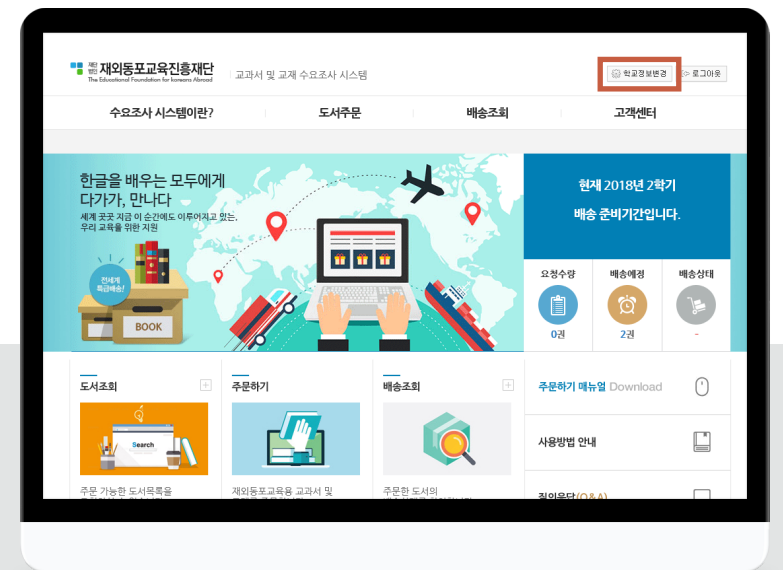 재단
법인 재외동포교육진흥재단
The Educational Foundation for Koreans Abroad
교과서 및 교재 수요조사 시스템
학교정보변경
로그아웃
수요조사 시스템이란?
도서주문
배송조회
고객센터
한글을 배우는 모두에게
다가가, 만나다
세계 곳곳 지금 이 순간에도 이루어지고 있는,
우리 교육을 위한 지원
전세계
특급배송!
BOOK
현재 2018년 2학기
배송 준비기간입니다.
요청수량
배송예정
배송상태
0권
2권
-
도서조회
주문하기
배송조회
Search
주문 가능한 도서목록을
재외동포교육용 교과서 및
주문한 도서의
주문하기 매뉴얼 Download
사용방법 안내
질의응답(Q&A)